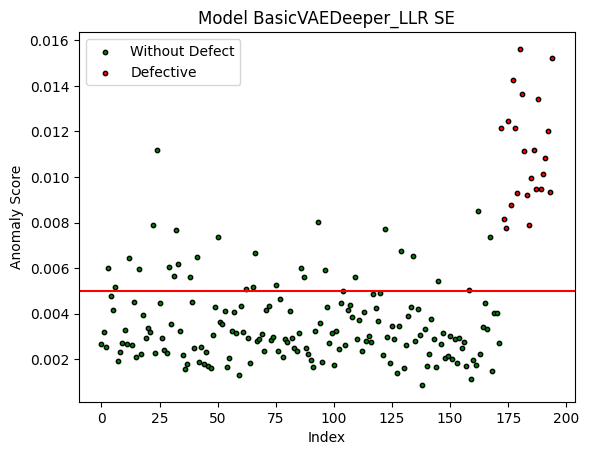 Model BasicVAEDeeper_LLR SE
Without Defect
Defective
0.016
0.014
0.012
0.010
0.008
0.006
0.004
0.002
Anomaly Score
0 25 50 75 100 125 150 175 200
Index